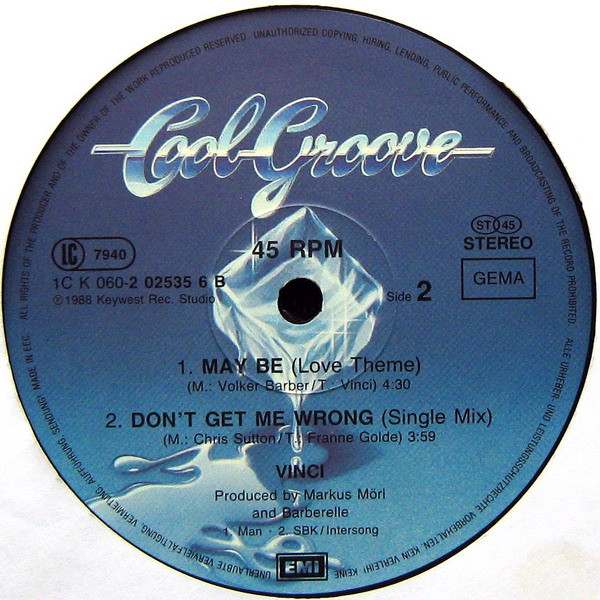 ALL RIGHTS OF THE PRODUCER AND OF THE OWNER OF THE WORK REPRODUCED RESERVED. UNAUTHORIZED COPYING, HIRING, LENDING, PUBLIC PERFORMANCE AND BROADCASTING OF THE RECORD PROHIBITED.
Cool Groove
45 RPM
LC 7940
ST 45
STEREO
1C K 060-2 02535 6 B
℗ 1988 Keywest Rec. Studio
Side 2
GEMA
1. MAY BE (Love Theme)
(M.: Volker Barber/T.: Vinci) 4:30
2. DON'T GET ME WRONG (Single Mix)
(M.: Chris Sutton/T.: Franne Golde) 3:59
VINCI
Produced by Markus Mörl
and Barberelle
1. Man · 2. SBK/Intersong
EMI
ALLE URHEBER- UND LEISTUNGSSCHUTZRECHTE VORBEHALTEN. KEIN VERLEIH! KEINE UNERLAUBTE VERVIELFÄLTIGUNG, VERMIETUNG, AUFFÜHRUNG, SENDUNG! MADE IN EEC.